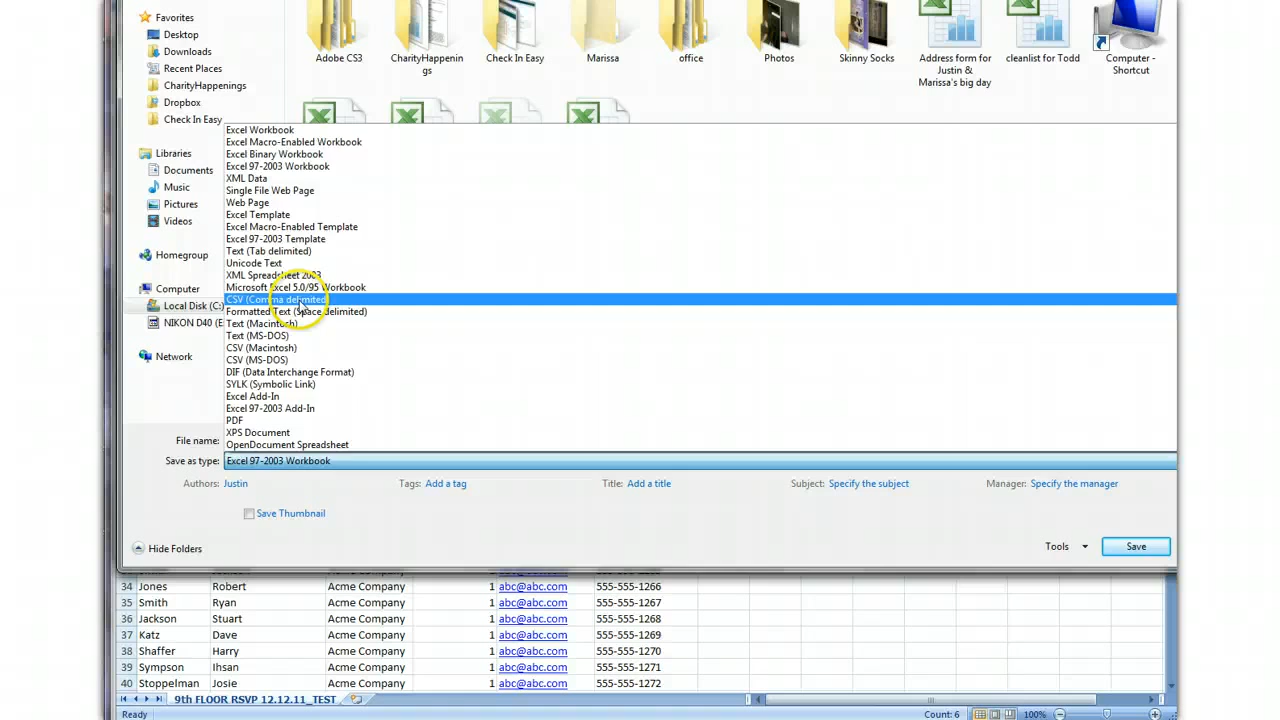 Favorites
Desktop
Downloads
Recent Places
CharityHappenings
Dropbox
Check In Easy
Libraries
Documents
Music
Pictures
Videos
Homegroup
Computer
Local Disk (C:)
NIKON D40 (E
Network
Adobe CS3
CharityHappenin
gs
Check In Easy
Marissa
office
Photos
Skinny Socks
Address form for
Justin &
Marissa's big day
cleanlist for Todd
Computer -
Shortcut
Excel Workbook
Excel Macro-Enabled Workbook
Excel Binary Workbook
Excel 97-2003 Workbook
XML Data
Single File Web Page
Web Page
Excel Template
Excel Macro-Enabled Template
Excel 97-2003 Template
Text (Tab delimited)
Unicode Text
XML Spreadsheet 2003
Microsoft Excel 5.0/95 Workbook
CSV (Comma delimited)
Formatted Text (Space delimited)
Text (Macintosh)
Text (MS-DOS)
CSV (Macintosh)
CSV (MS-DOS)
DIF (Data Interchange Format)
SYLK (Symbolic Link)
Excel Add-In
Excel 97-2003 Add-In
PDF
XPS Document
OpenDocument Spreadsheet
File name:
Save as type: Excel 97-2003 Workbook
Authors: Justin Tags: Add a tag Title: Add a title Subject: Specify the subject Manager: Specify the manager
Save Thumbnail
Hide Folders Tools Save
34 Jones Robert Acme Company 1 abc@abc.com 555-555-1266
35 Smith Ryan Acme Company 1 abc@abc.com 555-555-1267
36 Jackson Stuart Acme Company 1 abc@abc.com 555-555-1268
37 Katz Dave Acme Company 1 abc@abc.com 555-555-1269
38 Shaffer Harry Acme Company 1 abc@abc.com 555-555-1270
39 Sympson Ihsan Acme Company 1 abc@abc.com 555-555-1271
40 Stoppelman Josie Acme Company 1 abc@abc.com 555-555-1272
9th FLOOR RSVP 12.12.11_TEST
Ready Count: 6 100%